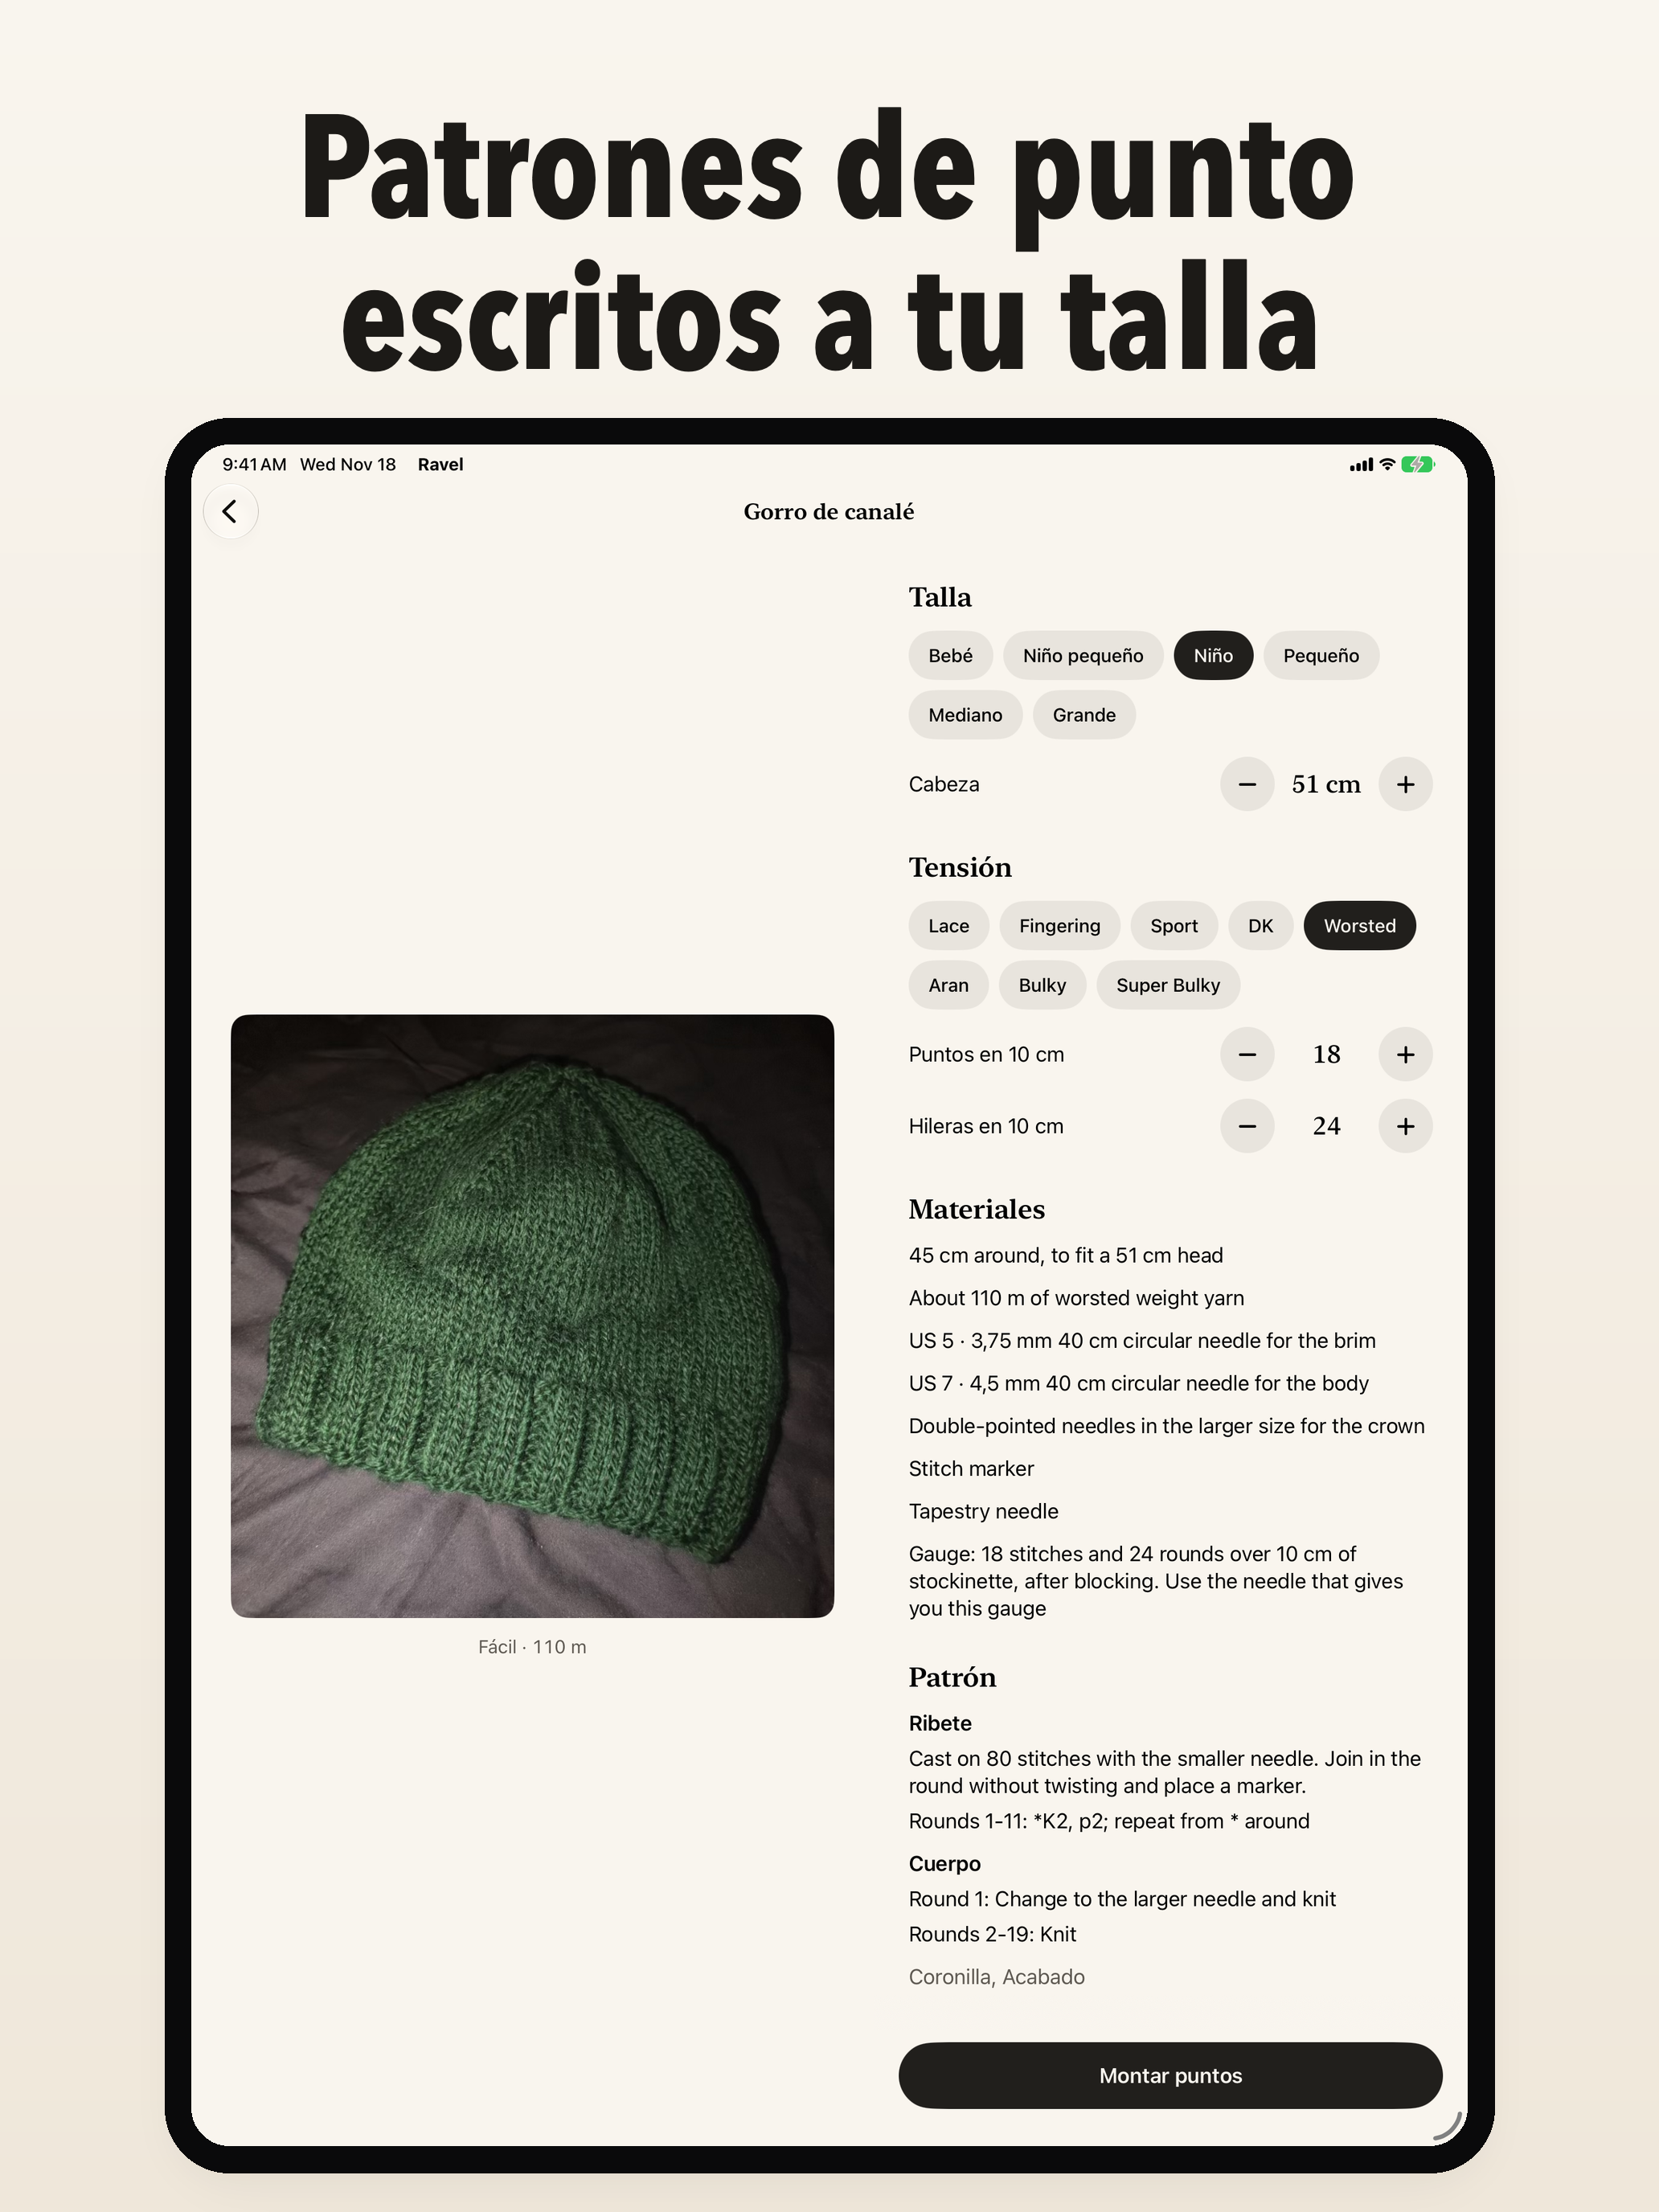 Patrones de punto
escritos a tu talla
9:41 AM Wed Nov 18 Ravel
Gorro de canalé
Talla
Bebé Niño pequeño Niño Pequeño
Mediano Grande
Cabeza − 51 cm +
Tensión
Lace Fingering Sport DK Worsted
Aran Bulky Super Bulky
Puntos en 10 cm − 18 +
Hileras en 10 cm − 24 +
Materiales
45 cm around, to fit a 51 cm head
About 110 m of worsted weight yarn
US 5 · 3,75 mm 40 cm circular needle for the brim
US 7 · 4,5 mm 40 cm circular needle for the body
Double-pointed needles in the larger size for the crown
Stitch marker
Tapestry needle
Gauge: 18 stitches and 24 rounds over 10 cm of
stockinette, after blocking. Use the needle that gives
you this gauge
Fácil · 110 m
Patrón
Ribete
Cast on 80 stitches with the smaller needle. Join in the
round without twisting and place a marker.
Rounds 1-11: *K2, p2; repeat from * around
Cuerpo
Round 1: Change to the larger needle and knit
Rounds 2-19: Knit
Coronilla, Acabado
Montar puntos